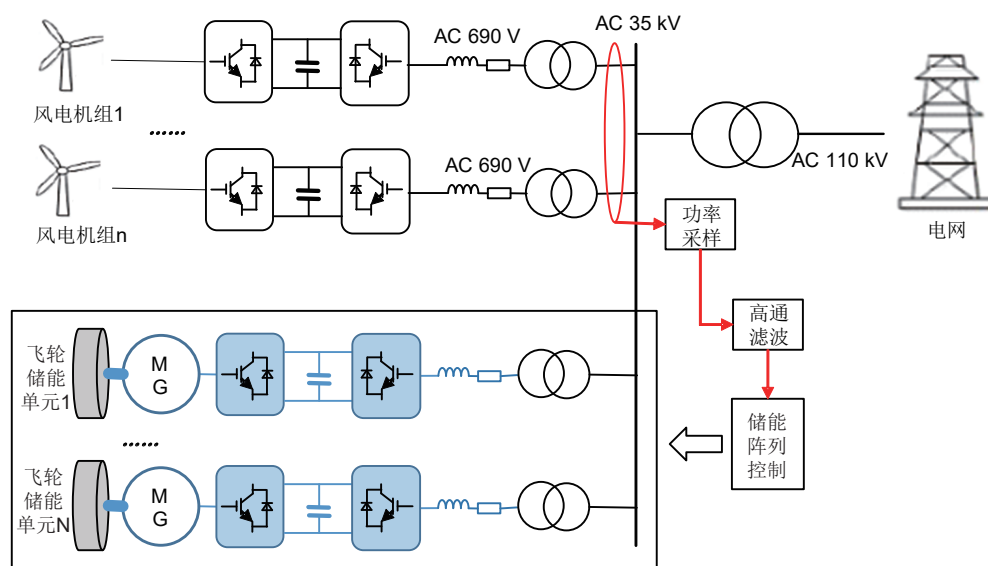 AC 35 kV
AC 690 V
风电机组1
......
AC 690 V
AC 110 kV
风电机组n
功率
采样
电网
高通
滤波
飞轮
储能
单元1
M
G
储能
阵列
控制
......
飞轮
储能
单元N
M
G